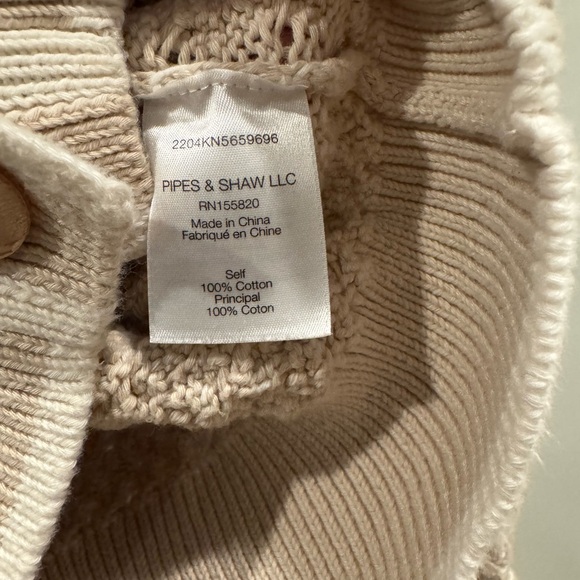 2204KN5659696
PIPES & SHAW LLC
RN155820
Made in China
Fabriqué en Chine
Self
100% Cotton
Principal
100% Coton